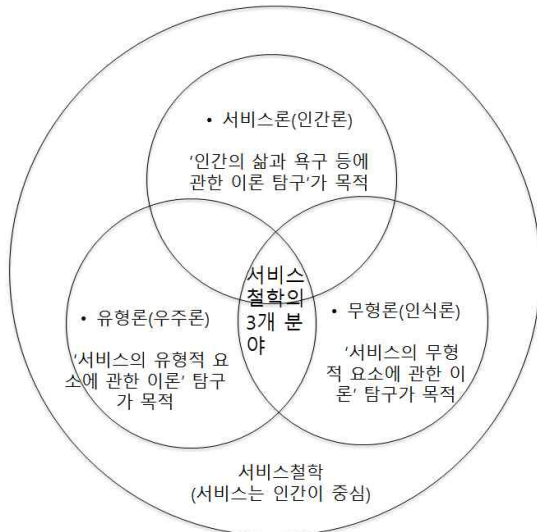 • 서비스론(인간론)
'인간의 삶과 욕구 등에
관한 이론 탐구'가 목적
서비스
철학의
3개 분
야
• 유형론(우주론)
'서비스의 유형적 요
소에 관한 이론' 탐구
가 목적
• 무형론(인식론)
'서비스의 무형
적 요소에 관한 이
론' 탐구가 목적
서비스철학
(서비스는 인간이 중심)